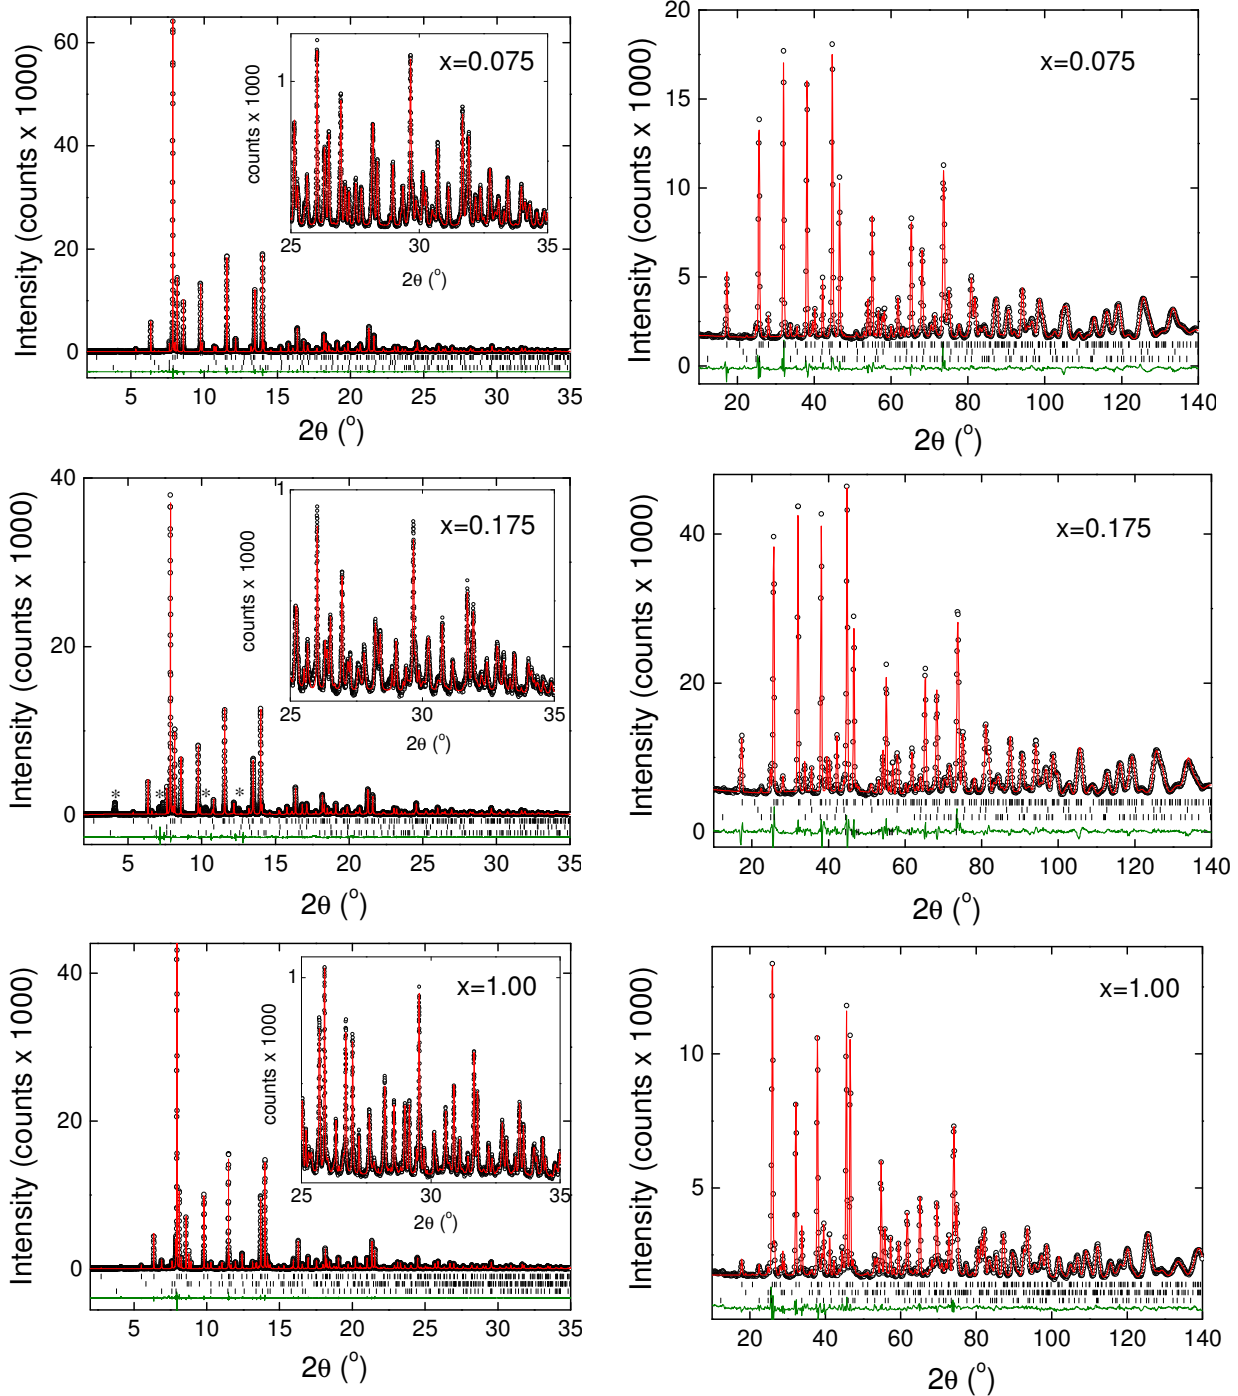 60
40
20
0
Intensity (counts x 1000)
5 10 15 20 25 30 35
2θ (°)
x=0.075
counts x 1000
1
25 30 35
2θ (°)
20
15
10
5
0
Intensity (counts x 1000)
x=0.075
20 40 60 80 100 120 140
2θ (°)
40
20
0
Intensity (counts x 1000)
* * * *
5 10 15 20 25 30 35
2θ (°)
x=0.175
counts x 1000
1
25 30 35
2θ (°)
40
20
0
Intensity (counts x 1000)
x=0.175
20 40 60 80 100 120 140
2θ (°)
40
20
0
Intensity (counts x 1000)
5 10 15 20 25 30 35
2θ (°)
x=1.00
counts x 1000
1
25 30 35
2θ (°)
10
5
Intensity (counts x 1000)
x=1.00
20 40 60 80 100 120 140
2θ (°)